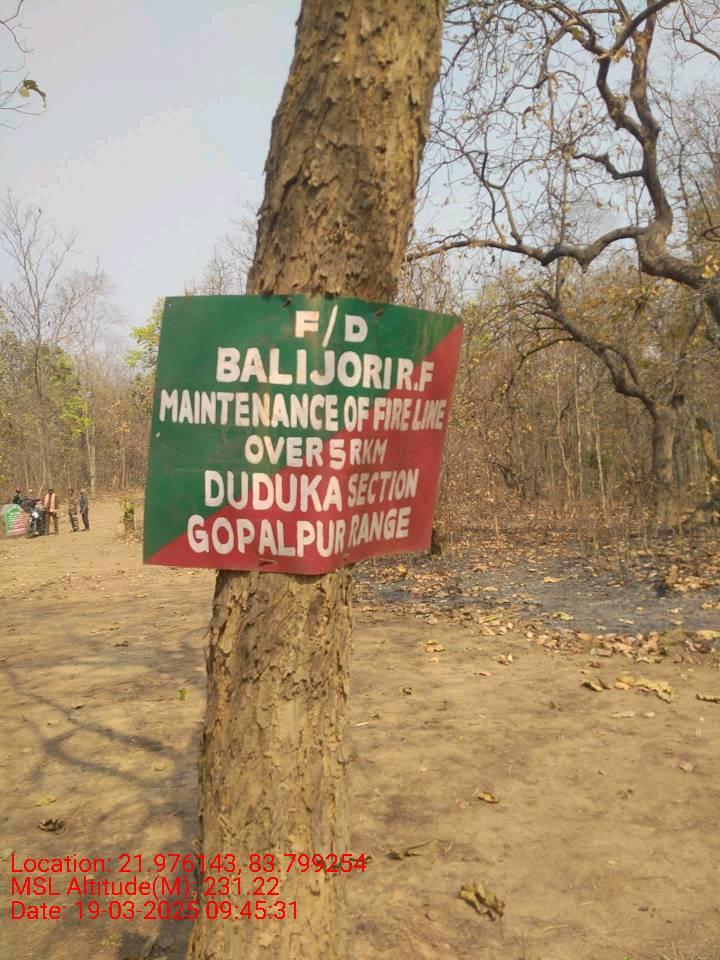 F/D
BALIJORI R.F
MAINTENANCE OF FIRE LINE
OVER 5 RKM
DUDUKA SECTION
GOPALPUR RANGE
Location: 21.976143, 83.799254
MSL Altitude(M): 231.22
Date: 19-03-2025 09:45:31